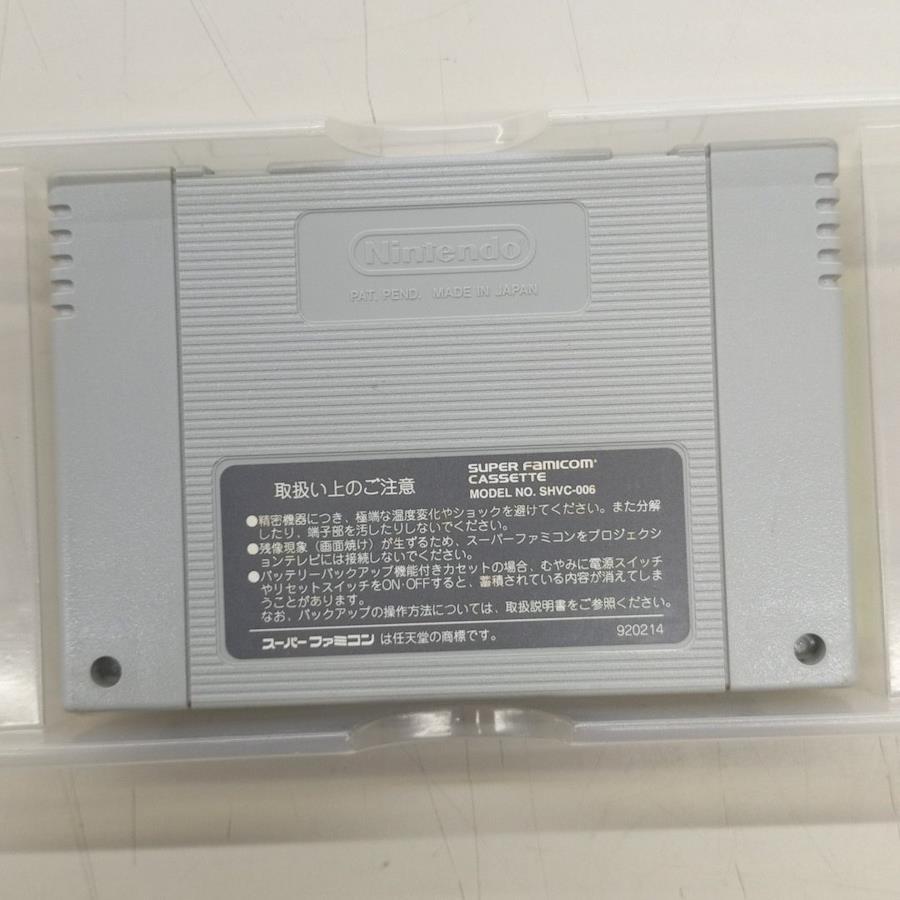 Nintendo
PAT. PEND. MADE IN JAPAN
取扱い上のご注意
SUPER Famicom
CASSETTE
MODEL NO. SHVC-006
●精密機器につき、極端な温度変化やショックを避けてください。また分解
したり、端子部を汚したりしないでください。
●残像現象（画面焼け）が生ずるため、スーパーファミコンをプロジェクシ
ョンテレビには接続しないでください。
●バッテリーバックアップ機能付きカセットの場合、むやみに電源スイッチ
やリセットスイッチをON・OFFすると、蓄積されている内容が消えてしま
うことがあります。
なお、バックアップの操作方法については、取扱説明書をご参照ください。
スーパーファミコン は任天堂の商標です。
920214